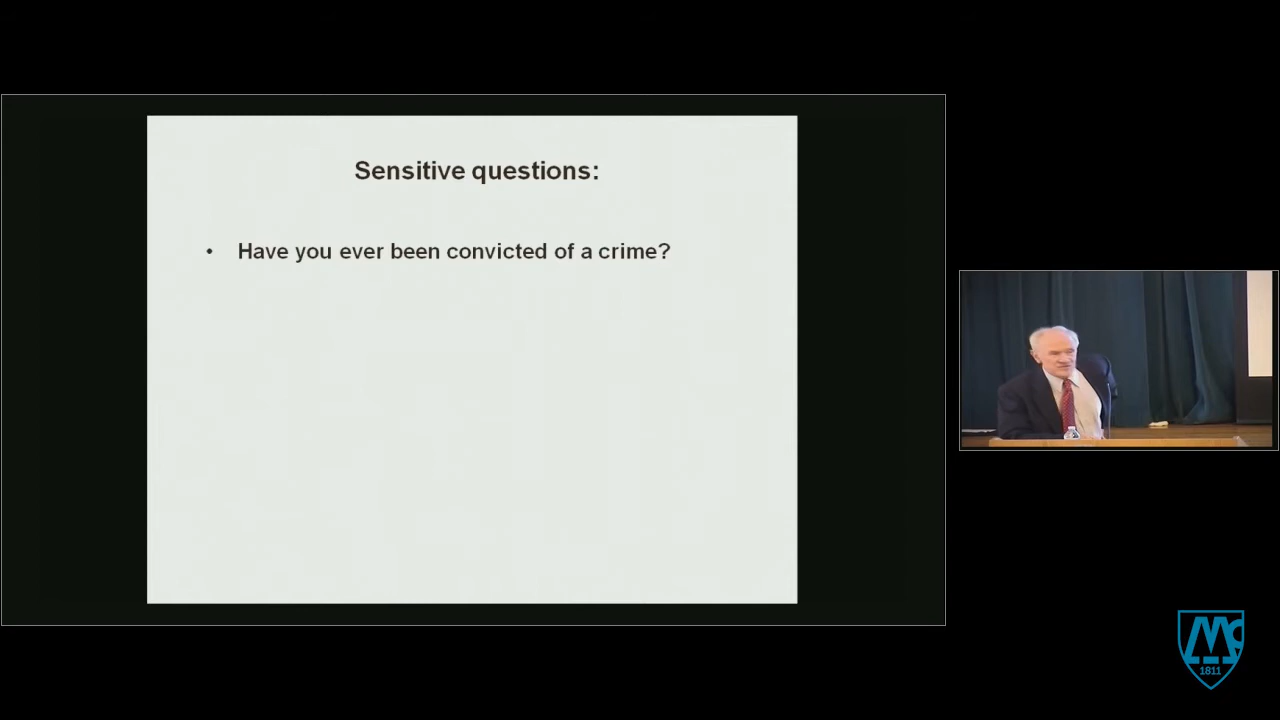 Sensitive questions:
• Have you ever been convicted of a crime?
1811